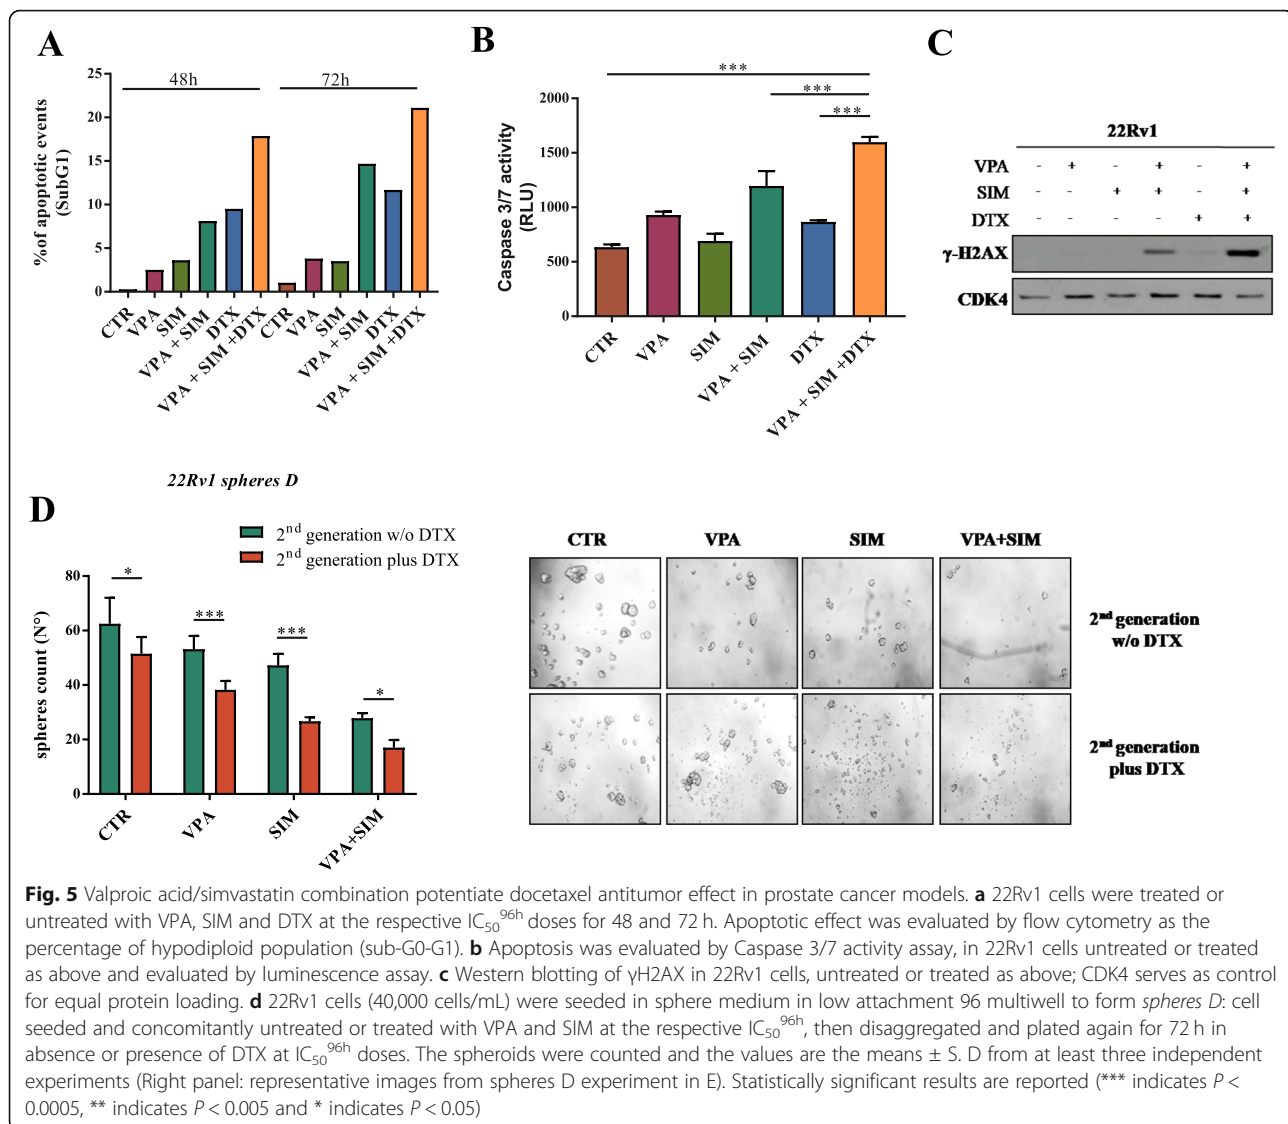 A
48h
72h
25
20
15
10
5
0
%of apoptotic events
(SubG1)
CTR
VPA
SIM
VPA + SIM
DTX
VPA + SIM +DTX
CTR
VPA
SIM
VPA + SIM
DTX
VPA + SIM +DTX
B
***
***
***
2000
1500
1000
500
0
Caspase 3/7 activity
(RLU)
CTR
VPA
SIM
VPA + SIM
DTX
VPA + SIM +DTX
C
22Rv1
VPA - + - + - +
SIM - - + + - +
DTX - - - - + +
γ-H2AX
CDK4
22Rv1 spheres D
D
2nd generation w/o DTX
2nd generation plus DTX
80
60
40
20
0
spheres count (N°)
*
***
***
*
CTR
VPA
SIM
VPA+SIM
CTR VPA SIM VPA+SIM
2nd generation
w/o DTX
2nd generation
plus DTX
Fig. 5 Valproic acid/simvastatin combination potentiate docetaxel antitumor effect in prostate cancer models. a 22Rv1 cells were treated or
untreated with VPA, SIM and DTX at the respective IC50 96h doses for 48 and 72 h. Apoptotic effect was evaluated by flow cytometry as the
percentage of hypodiploid population (sub-G0-G1). b Apoptosis was evaluated by Caspase 3/7 activity assay, in 22Rv1 cells untreated or treated
as above and evaluated by luminescence assay. c Western blotting of γH2AX in 22Rv1 cells, untreated or treated as above; CDK4 serves as control
for equal protein loading. d 22Rv1 cells (40,000 cells/mL) were seeded in sphere medium in low attachment 96 multiwell to form spheres D: cell
seeded and concomitantly untreated or treated with VPA and SIM at the respective IC50 96h, then disaggregated and plated again for 72 h in
absence or presence of DTX at IC50 96h doses. The spheroids were counted and the values are the means ± S. D from at least three independent
experiments (Right panel: representative images from spheres D experiment in E). Statistically significant results are reported (*** indicates P <
0.0005, ** indicates P < 0.005 and * indicates P < 0.05)